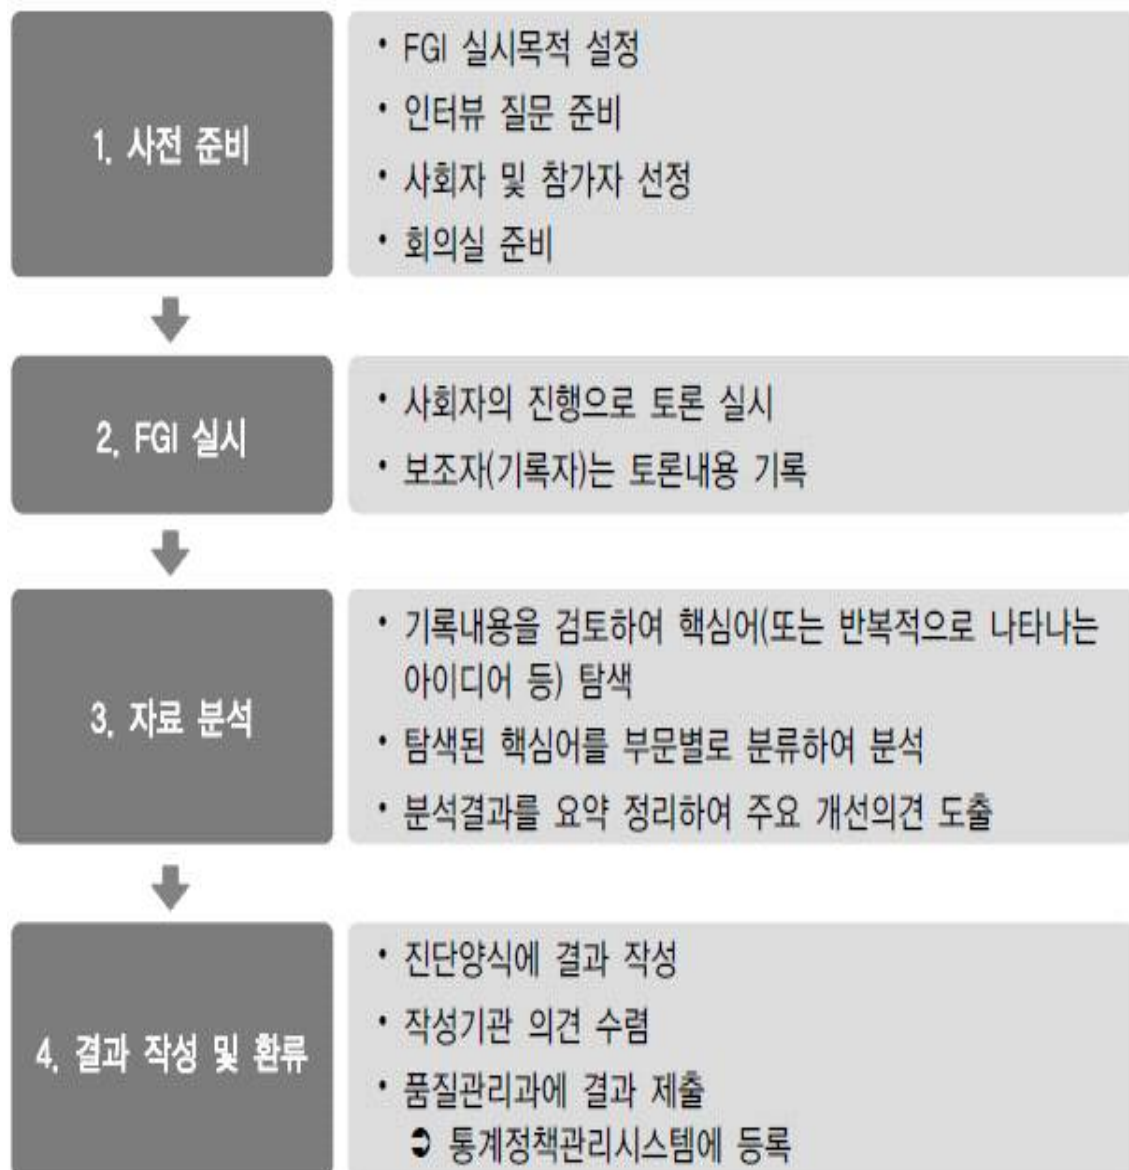 1. 사전 준비
• FGI 실시목적 설정
• 인터뷰 질문 준비
• 사회자 및 참가자 선정
• 회의실 준비
2. FGI 실시
• 사회자의 진행으로 토론 실시
• 보조자(기록자)는 토론내용 기록
3. 자료 분석
• 기록내용을 검토하여 핵심어(또는 반복적으로 나타나는
아이디어 등) 탐색
• 탐색된 핵심어를 부문별로 분류하여 분석
• 분석결과를 요약 정리하여 주요 개선의견 도출
4. 결과 작성 및 환류
• 진단양식에 결과 작성
• 작성기관 의견 수렴
• 품질관리과에 결과 제출
➲ 통계정책관리시스템에 등록